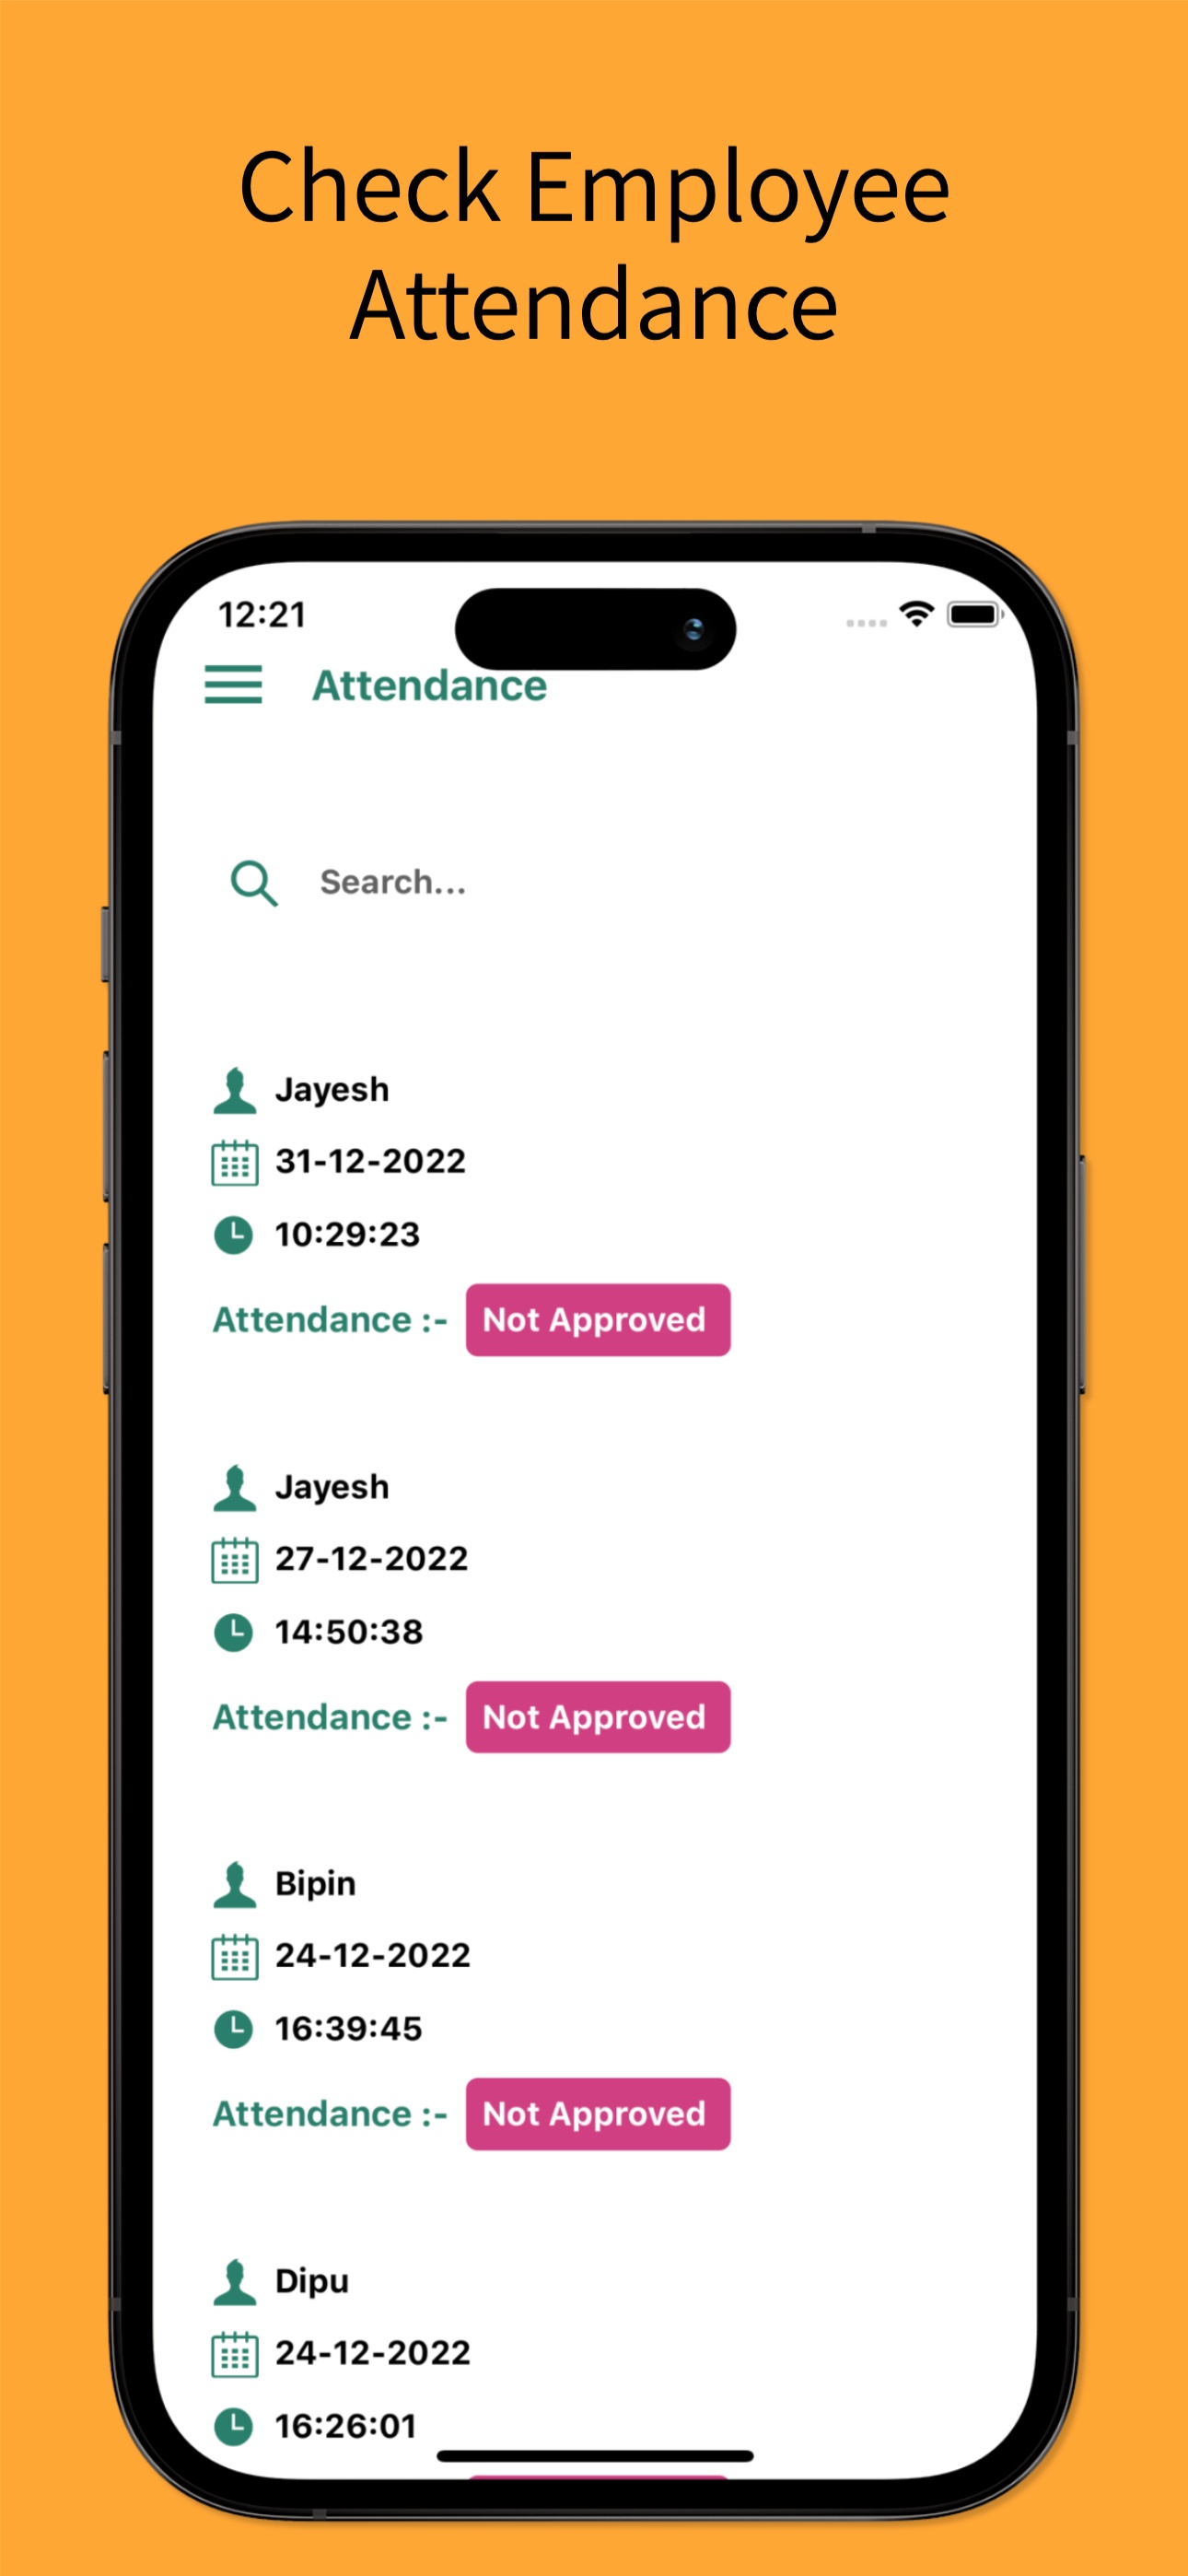 Check Employee
Attendance
12:21
Attendance
Search...
Jayesh
31-12-2022
10:29:23
Attendance :- Not Approved
Jayesh
27-12-2022
14:50:38
Attendance :- Not Approved
Bipin
24-12-2022
16:39:45
Attendance :- Not Approved
Dipu
24-12-2022
16:26:01